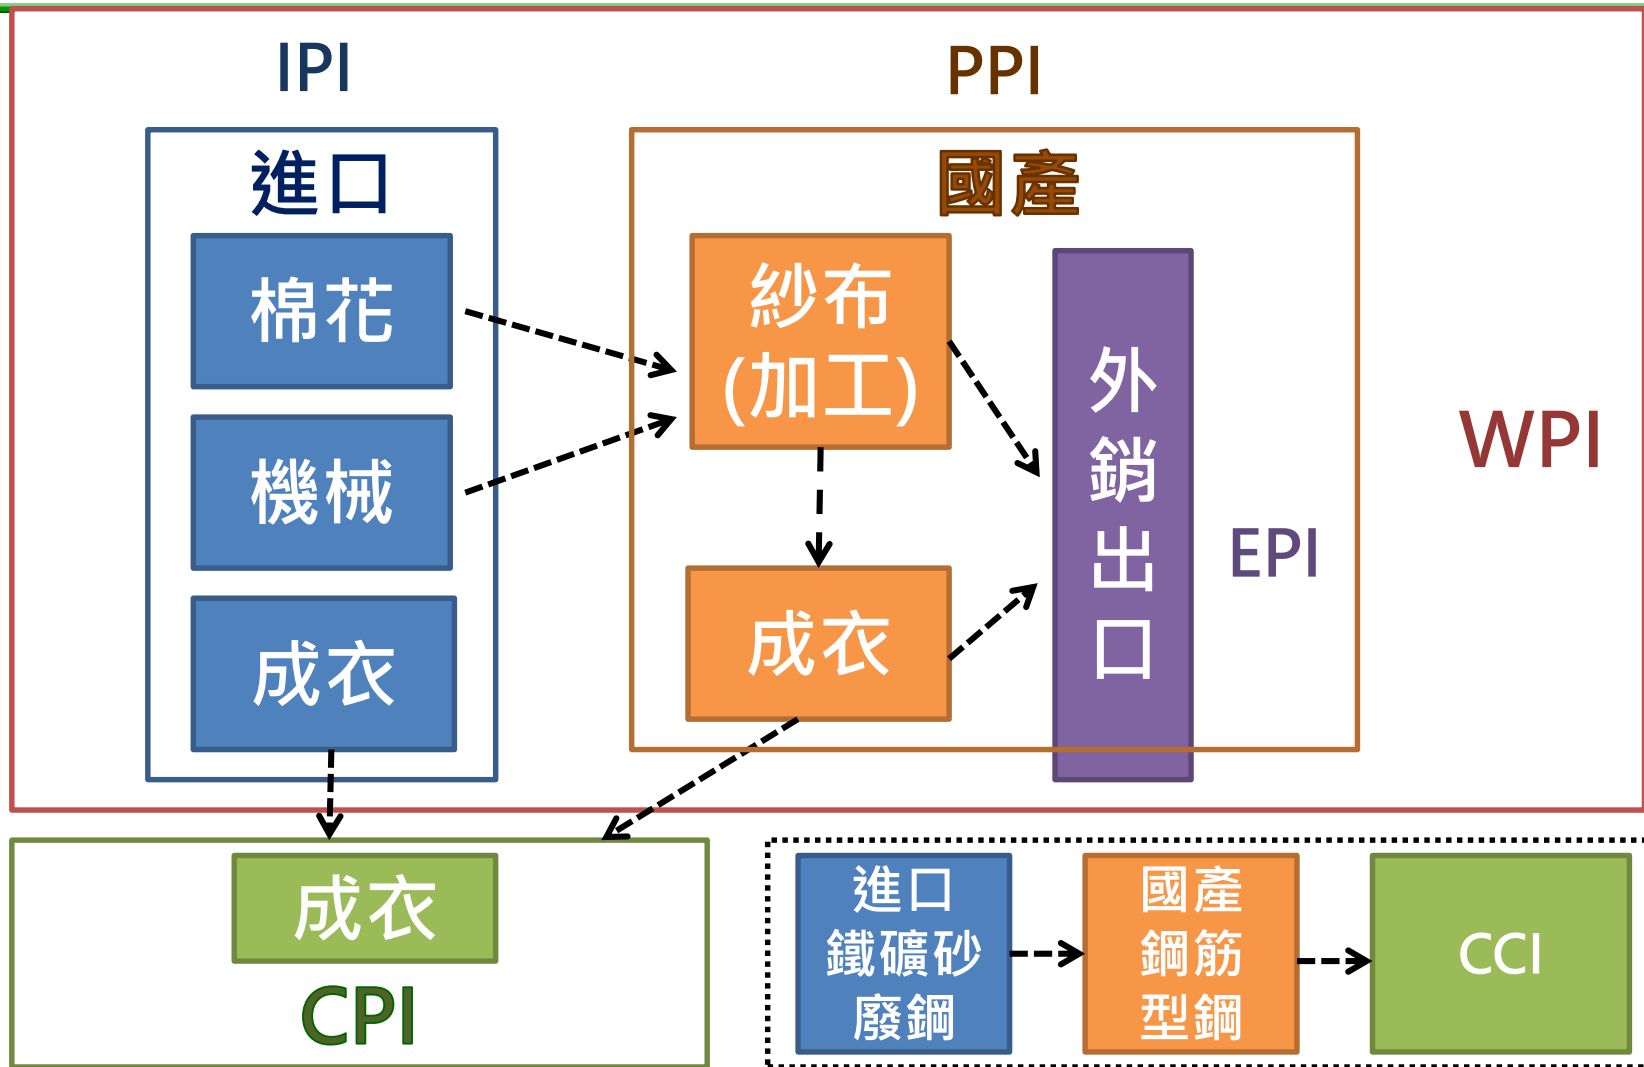 IPI
PPI
進口
國產
棉花
機械
成衣
紗布
(加工)
成衣
外
銷
出
口
EPI
WPI
成衣
CPI
進口
鐵礦砂
廢鋼
國產
鋼筋
型鋼
CCI